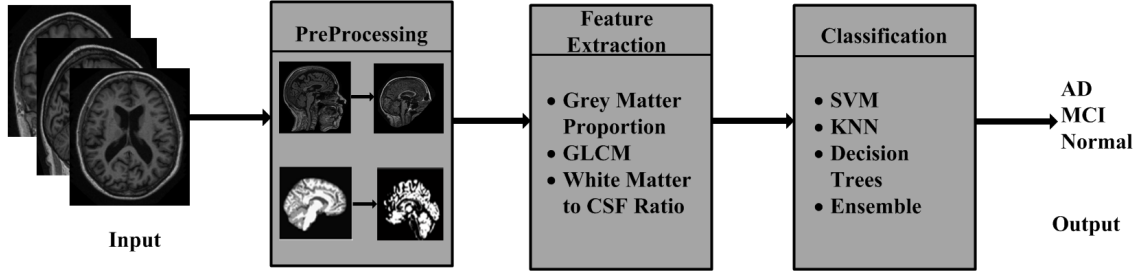 Input
PreProcessing
Feature
Extraction
• Grey Matter
Proportion
• GLCM
• White Matter
to CSF Ratio
Classification
• SVM
• KNN
• Decision
Trees
• Ensemble
AD
MCI
Normal
Output